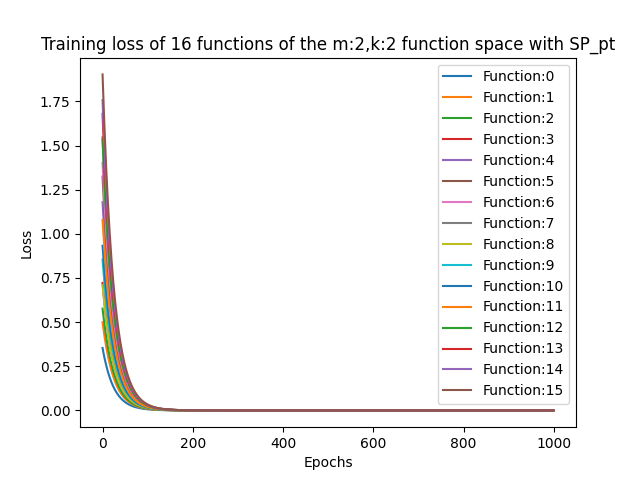 Training loss of 16 functions of the m:2,k:2 function space with SP_pt
Loss
1.75
1.50
1.25
1.00
0.75
0.50
0.25
0.00
0
200
400
600
800
1000
Epochs
Function:0
Function:1
Function:2
Function:3
Function:4
Function:5
Function:6
Function:7
Function:8
Function:9
Function:10
Function:11
Function:12
Function:13
Function:14
Function:15